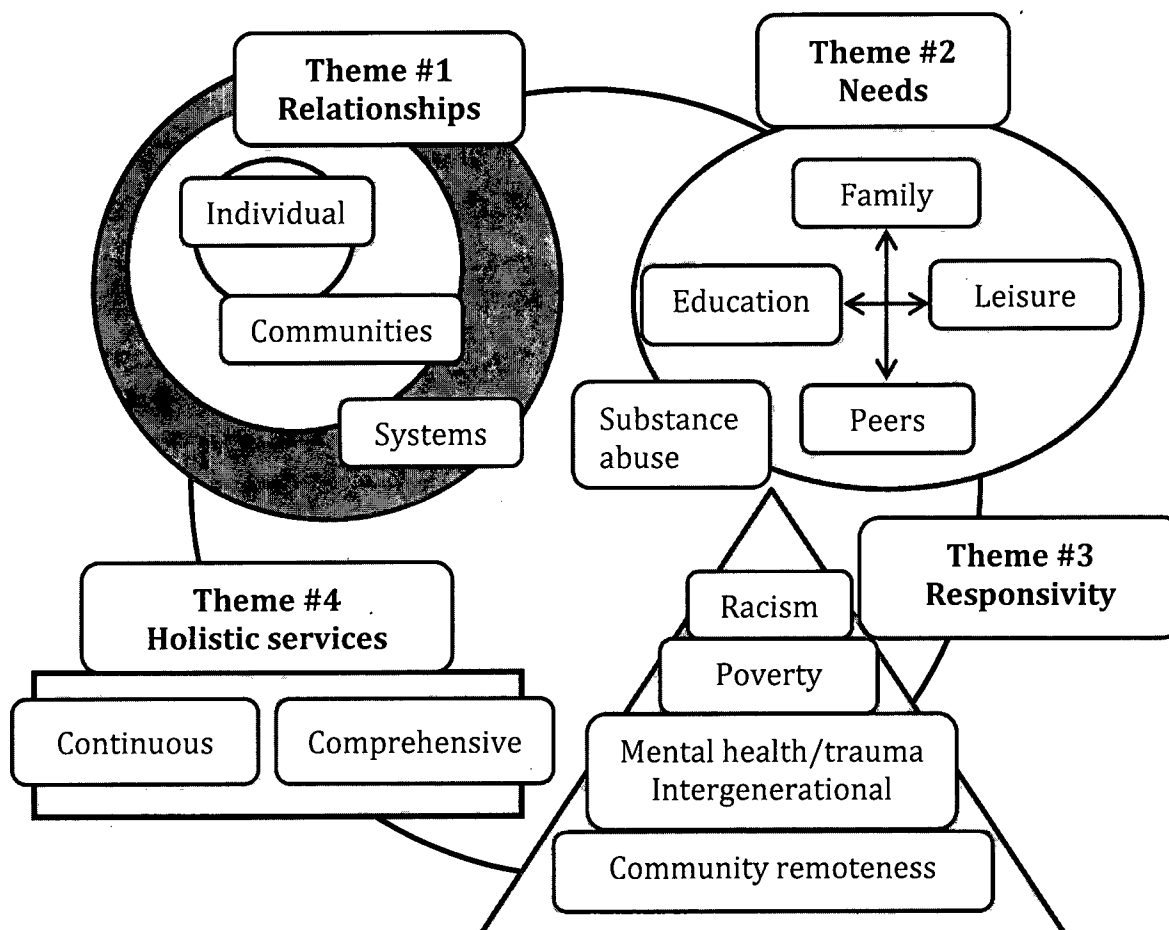 Theme #1
Relationships
Individual
Communities
Systems
Theme #2
Needs
Family
Education
Leisure
Peers
Substance
abuse
Theme #3
Responsivity
Racism
Poverty
Mental health/trauma
Intergenerational
Community remoteness
Theme #4
Holistic services
Continuous
Comprehensive